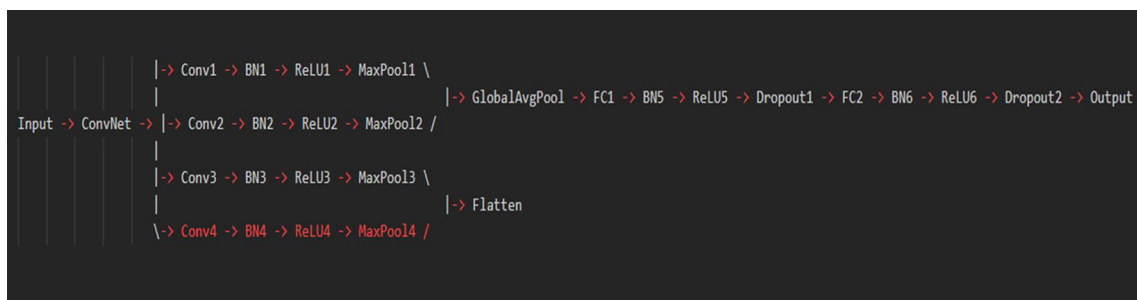 |-> Conv1 -> BN1 -> ReLU1 -> MaxPool1 \
| |-> GlobalAvgPool -> FC1 -> BN5 -> ReLU5 -> Dropout1 -> FC2 -> BN6 -> ReLU6 -> Dropout2 -> Output
Input -> ConvNet -> |-> Conv2 -> BN2 -> ReLU2 -> MaxPool2 /
|
|-> Conv3 -> BN3 -> ReLU3 -> MaxPool3 \
| |-> Flatten
\-> Conv4 -> BN4 -> ReLU4 -> MaxPool4 /